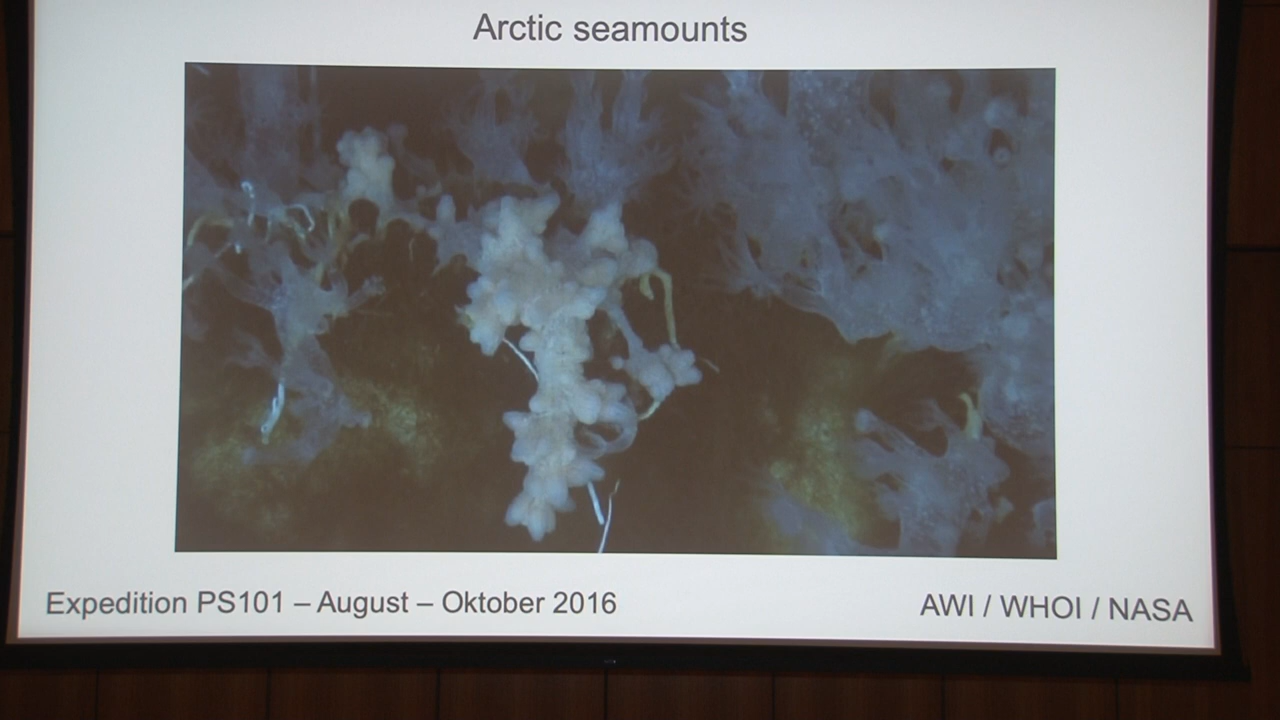 Arctic seamounts
Expedition PS101 – August – Oktober 2016
AWI / WHOI / NASA